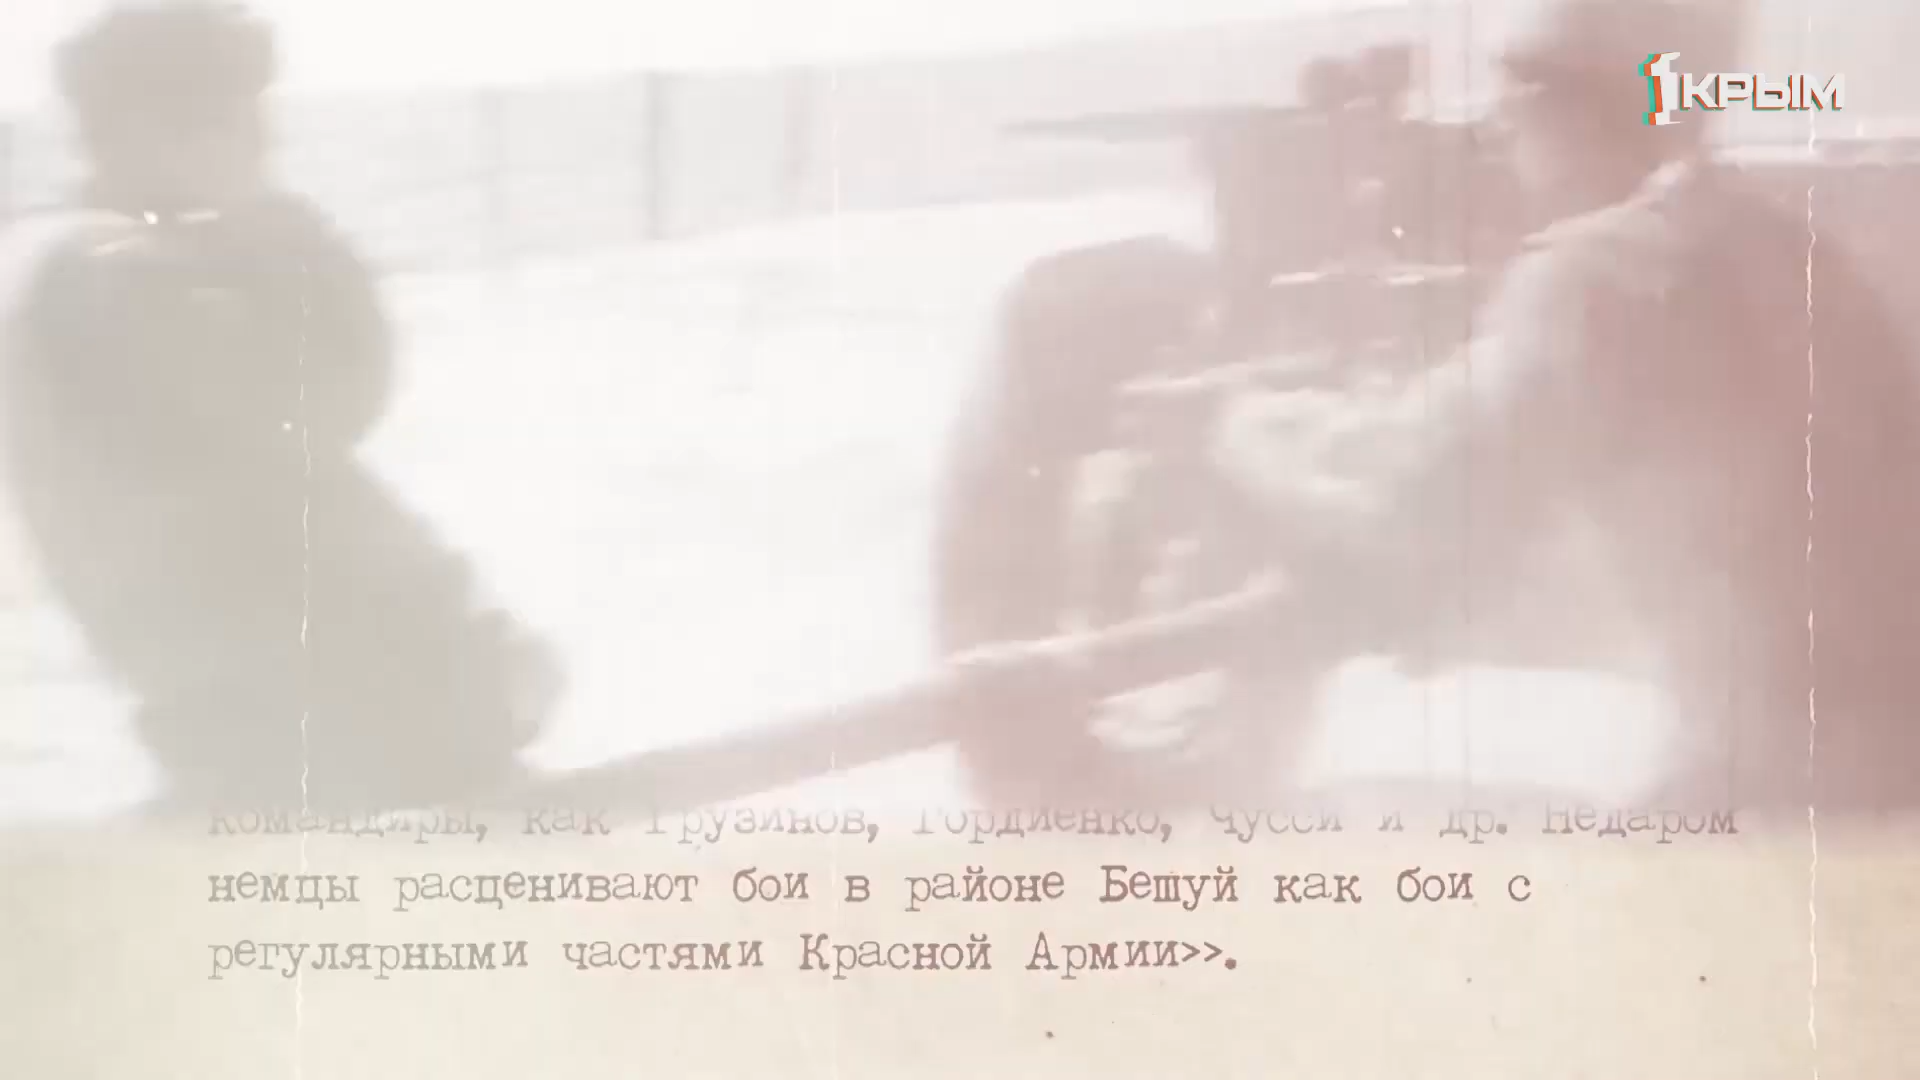 1КРЫМ
командиры, как Грузинов, Гордиенко, Чусси и др. Недаром
немцы расценивают бои в районе Бешуй как бои с
регулярными частями Красной Армии>>.